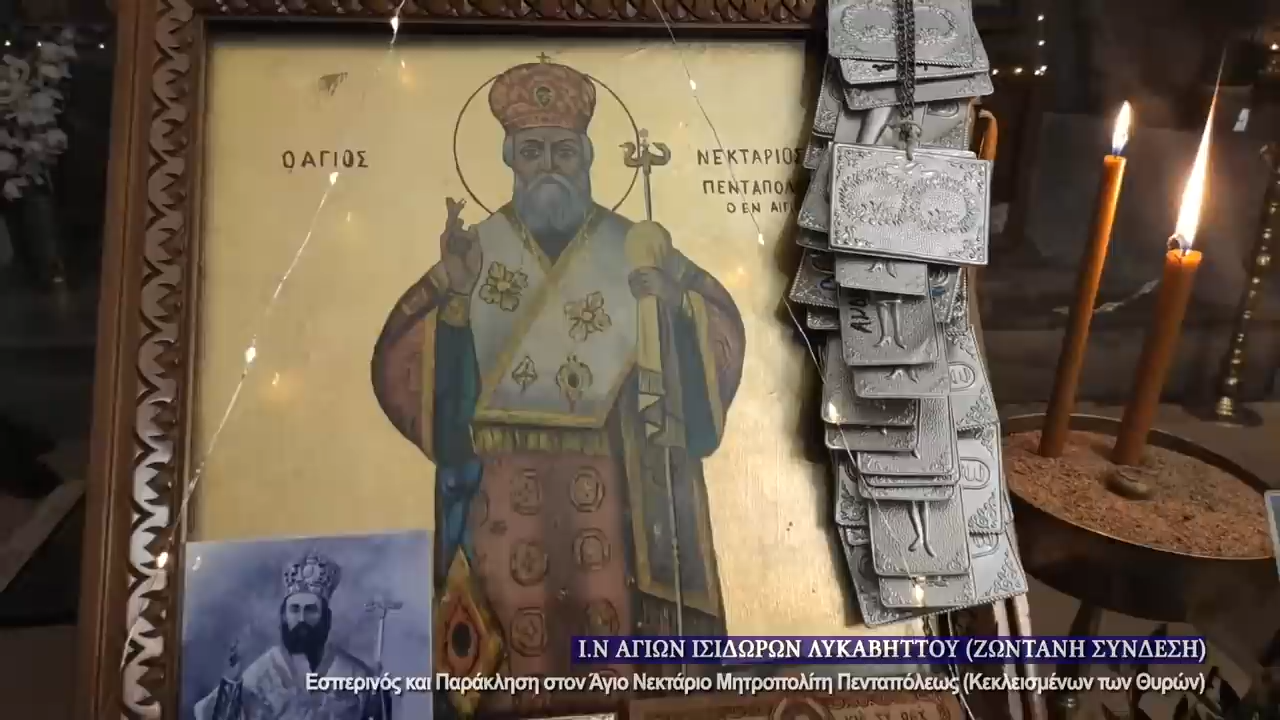 Ο ΑΓΙΟΣ
ΝΕΚΤΑΡΙΟΣ
ΠΕΝΤΑΠΟΛ
Ο ΕΝ ΑΙΓΙ
Ι.Ν ΑΓΙΩΝ ΙΣΙΔΩΡΩΝ ΛΥΚΑΒΗΤΤΟΥ (ΖΩΝΤΑΝΗ ΣΥΝΔΕΣΗ)
Εσπερινός και Παράκληση στον Άγιο Νεκτάριο Μητροπολίτη Πενταπόλεως (Κεκλεισμένων των Θυρών)